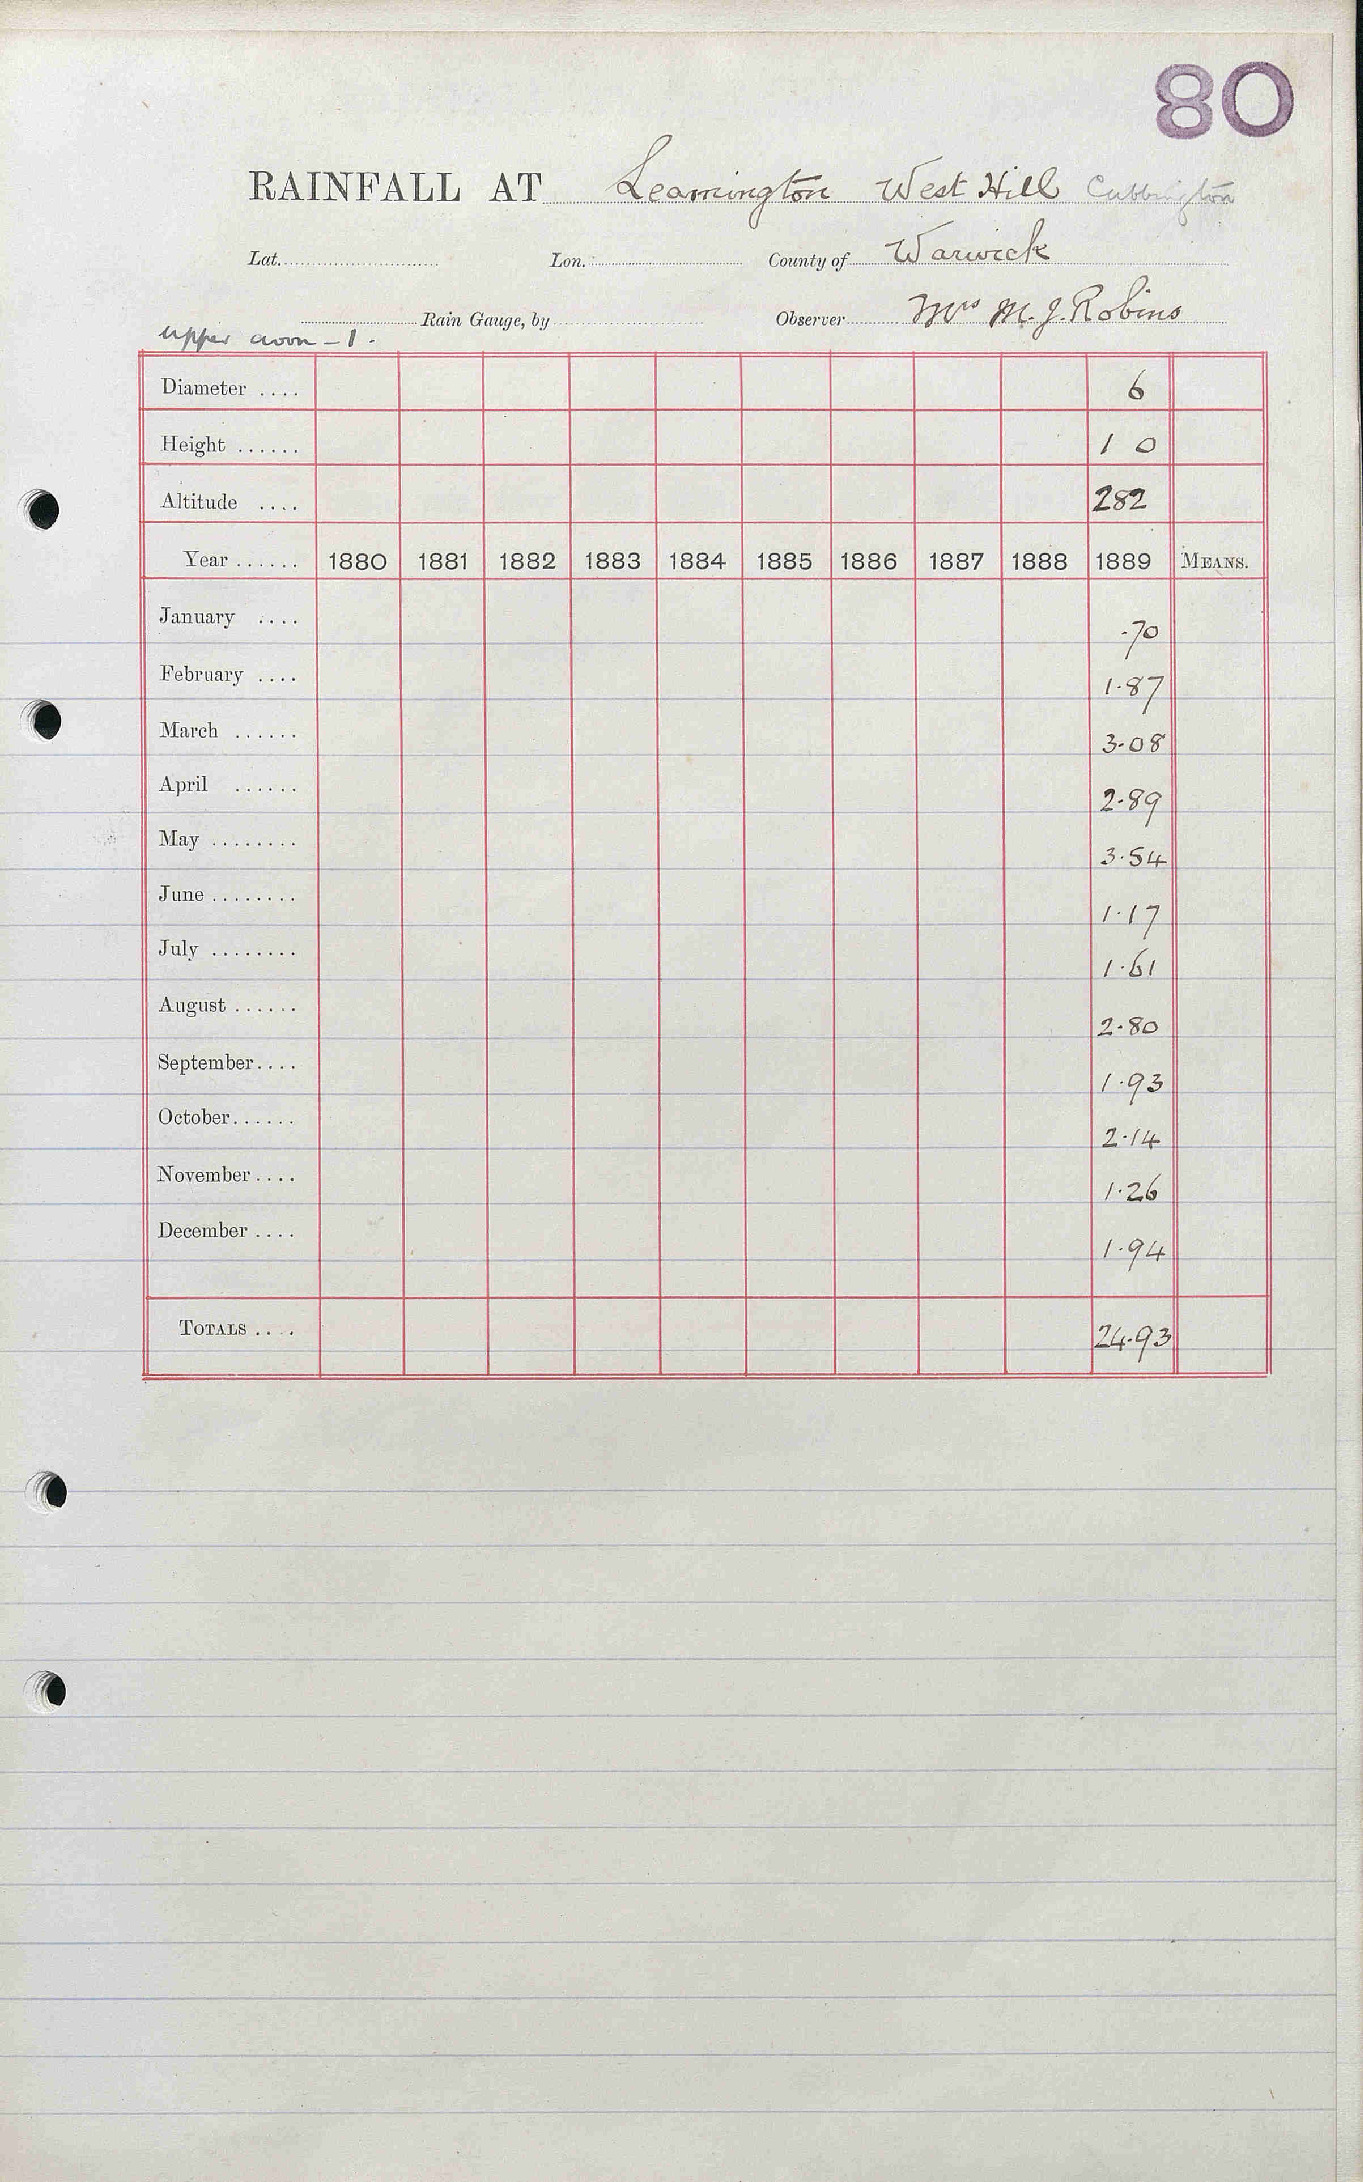 80
RAINFALL AT Leamington West Hill Cubbington
Lat. Lon. County of Warwick
Rain Gauge, by Observer Mrs M. J. Robins
upper avon - 1.
Diameter .... 6
Height ...... 1 0
Altitude .... 282
Year ...... 1880 1881 1882 1883 1884 1885 1886 1887 1888 1889 MEANS.
January .... .70
February .... 1.87
March ...... 3.08
April ...... 2.89
May ........ 3.54
June ........ 1.17
July ........ 1.61
August ...... 2.80
September.... 1.93
October...... 2.14
November.... 1.26
December .... 1.94
TOTALS .... 24.93